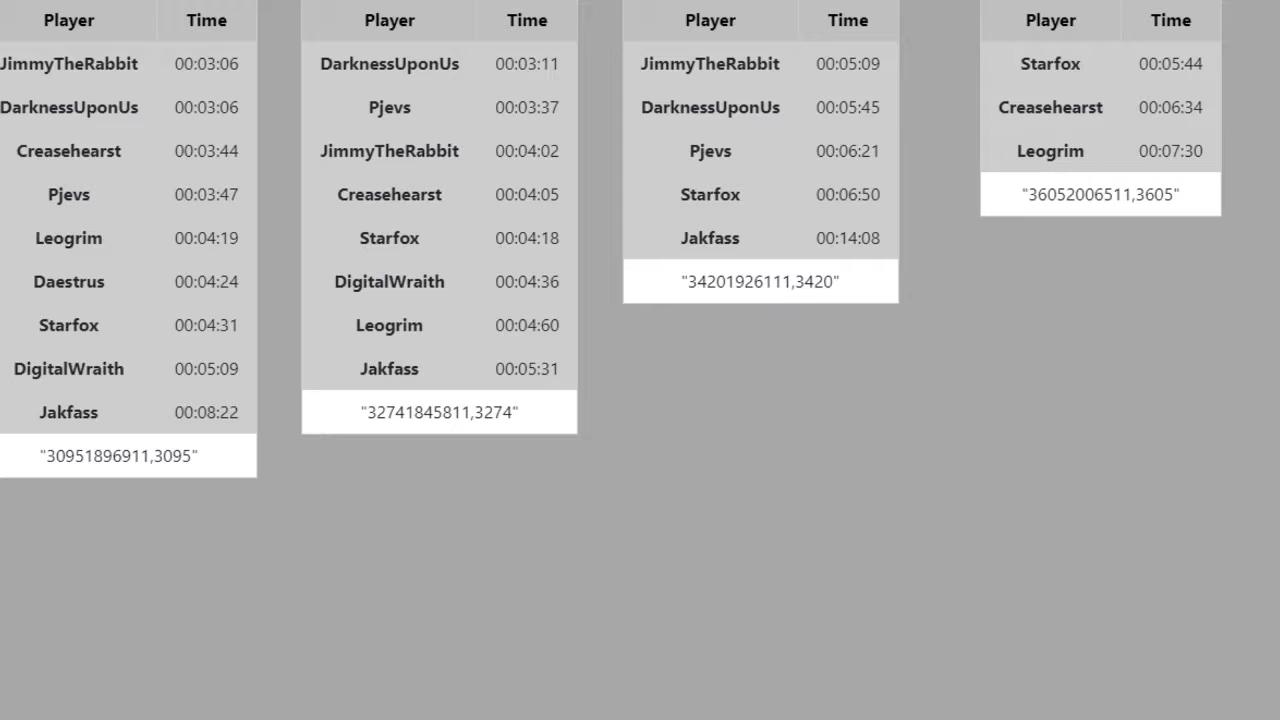 Player Time
JimmyTheRabbit 00:03:06
DarknessUponUs 00:03:06
Creasehearst 00:03:44
Pjevs 00:03:47
Leogrim 00:04:19
Daestrus 00:04:24
Starfox 00:04:31
DigitalWraith 00:05:09
Jakfass 00:08:22
"30951896911,3095"
Player Time
DarknessUponUs 00:03:11
Pjevs 00:03:37
JimmyTheRabbit 00:04:02
Creasehearst 00:04:05
Starfox 00:04:18
DigitalWraith 00:04:36
Leogrim 00:04:60
Jakfass 00:05:31
"32741845811,3274"
Player Time
JimmyTheRabbit 00:05:09
DarknessUponUs 00:05:45
Pjevs 00:06:21
Starfox 00:06:50
Jakfass 00:14:08
"34201926111,3420"
Player Time
Starfox 00:05:44
Creasehearst 00:06:34
Leogrim 00:07:30
"36052006511,3605"